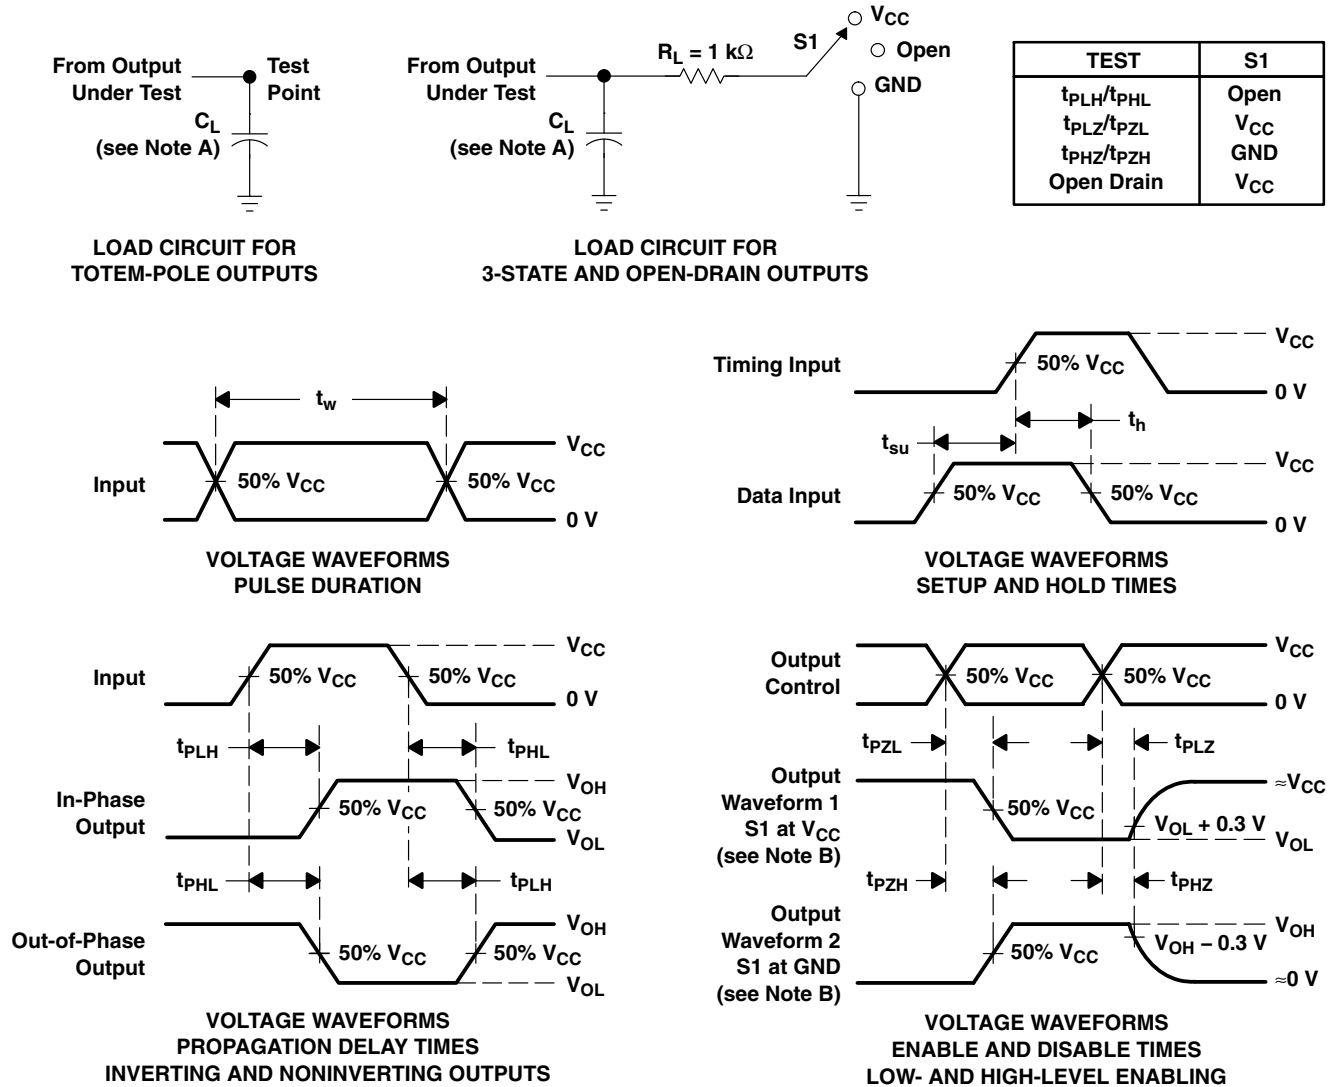 From Output
Under Test
Test
Point
CL
(see Note A)
LOAD CIRCUIT FOR
TOTEM-POLE OUTPUTS
From Output
Under Test
RL = 1 kΩ
S1
VCC
Open
GND
CL
(see Note A)
LOAD CIRCUIT FOR
3-STATE AND OPEN-DRAIN OUTPUTS
TEST S1
tPLH/tPHL Open
tPLZ/tPZL VCC
tPHZ/tPZH GND
Open Drain VCC
tw
Input
50% VCC
50% VCC
VCC
0 V
VOLTAGE WAVEFORMS
PULSE DURATION
Timing Input
50% VCC
VCC
0 V
tsu
th
Data Input
50% VCC
50% VCC
VCC
0 V
VOLTAGE WAVEFORMS
SETUP AND HOLD TIMES
Input
50% VCC
50% VCC
VCC
0 V
tPLH
tPHL
In-Phase
Output
50% VCC
50% VCC
VOH
VOL
tPHL
tPLH
Out-of-Phase
Output
50% VCC
50% VCC
VOH
VOL
VOLTAGE WAVEFORMS
PROPAGATION DELAY TIMES
INVERTING AND NONINVERTING OUTPUTS
Output
Control
50% VCC
50% VCC
VCC
0 V
tPZL
tPLZ
Output
Waveform 1
S1 at VCC
(see Note B)
50% VCC
VOL + 0.3 V
≈VCC
VOL
tPZH
tPHZ
Output
Waveform 2
S1 at GND
(see Note B)
50% VCC
VOH − 0.3 V
VOH
≈0 V
VOLTAGE WAVEFORMS
ENABLE AND DISABLE TIMES
LOW- AND HIGH-LEVEL ENABLING